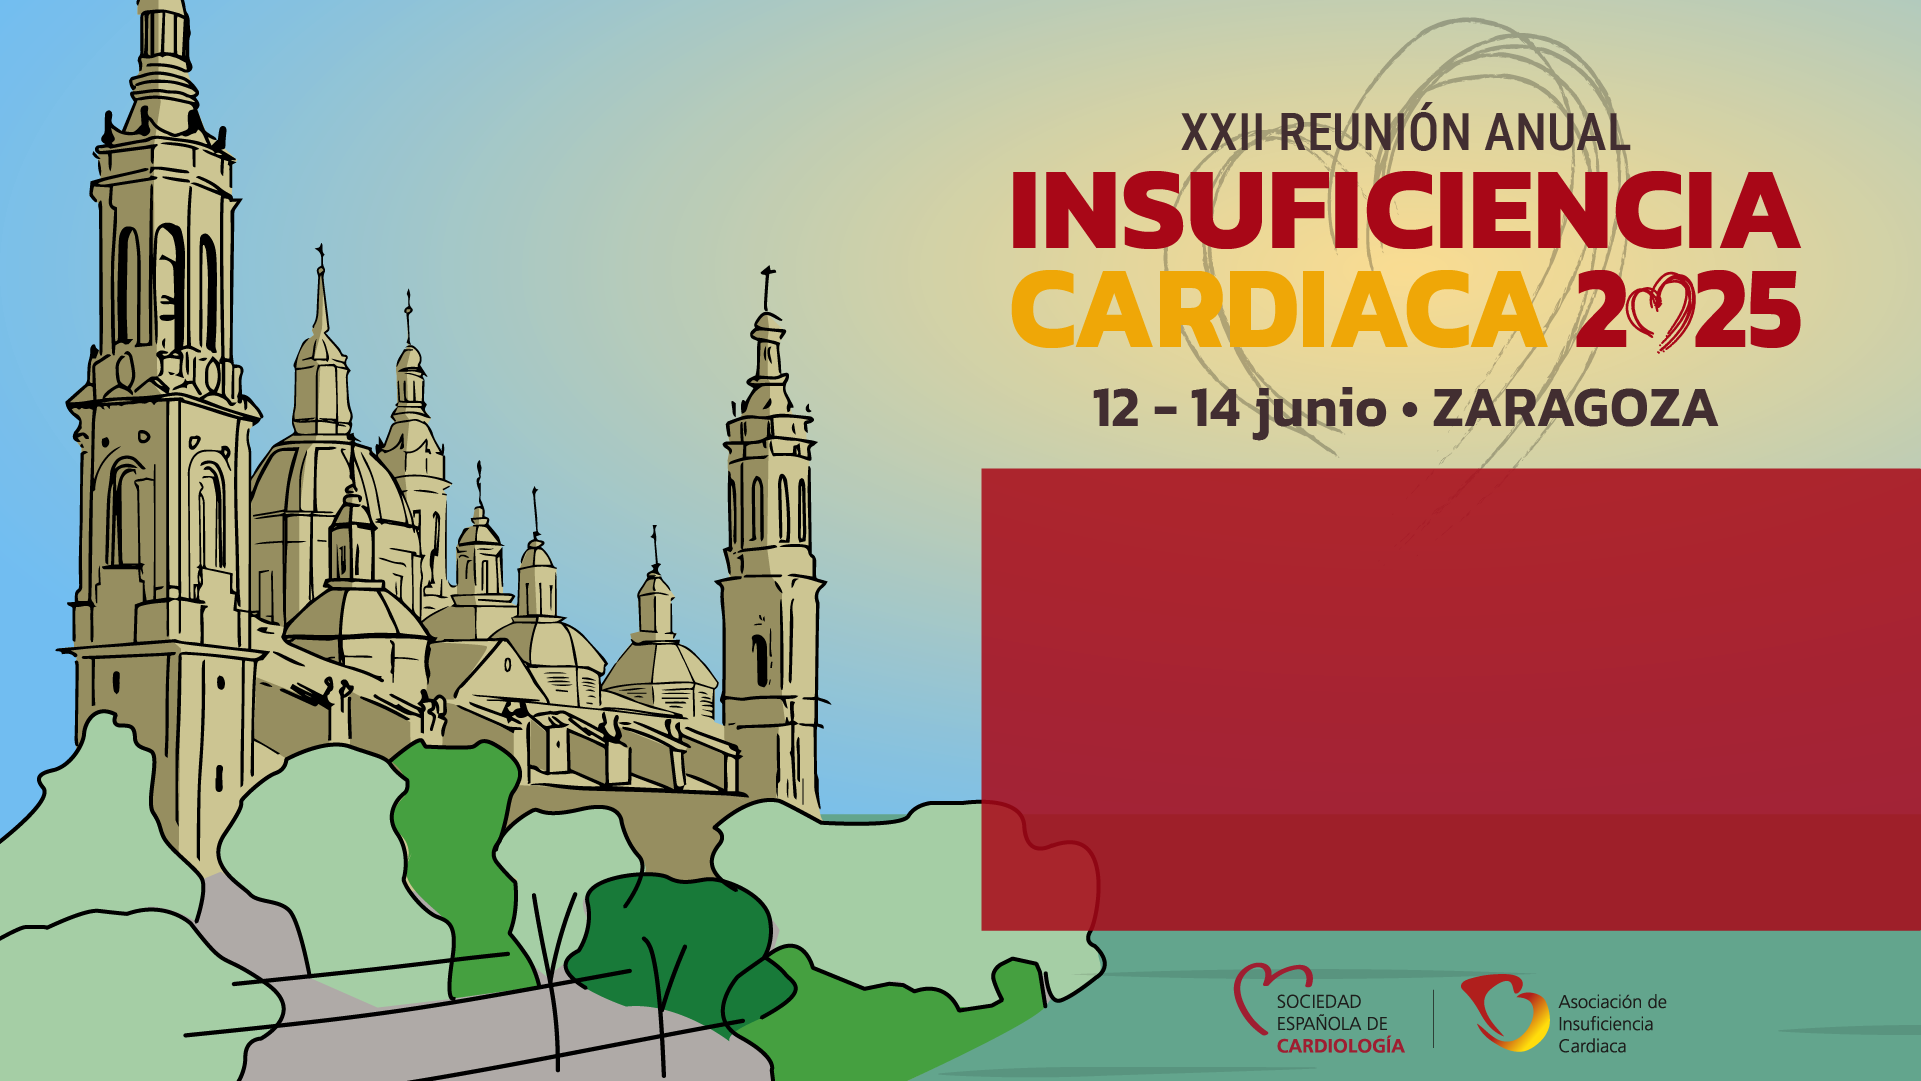 XXII REUNIÓN ANUAL
INSUFICIENCIA
CARDIACA 2025
12 – 14 junio • ZARAGOZA
SOCIEDAD
ESPAÑOLA DE
CARDIOLOGÍA
Asociación de
Insuficiencia
Cardiaca